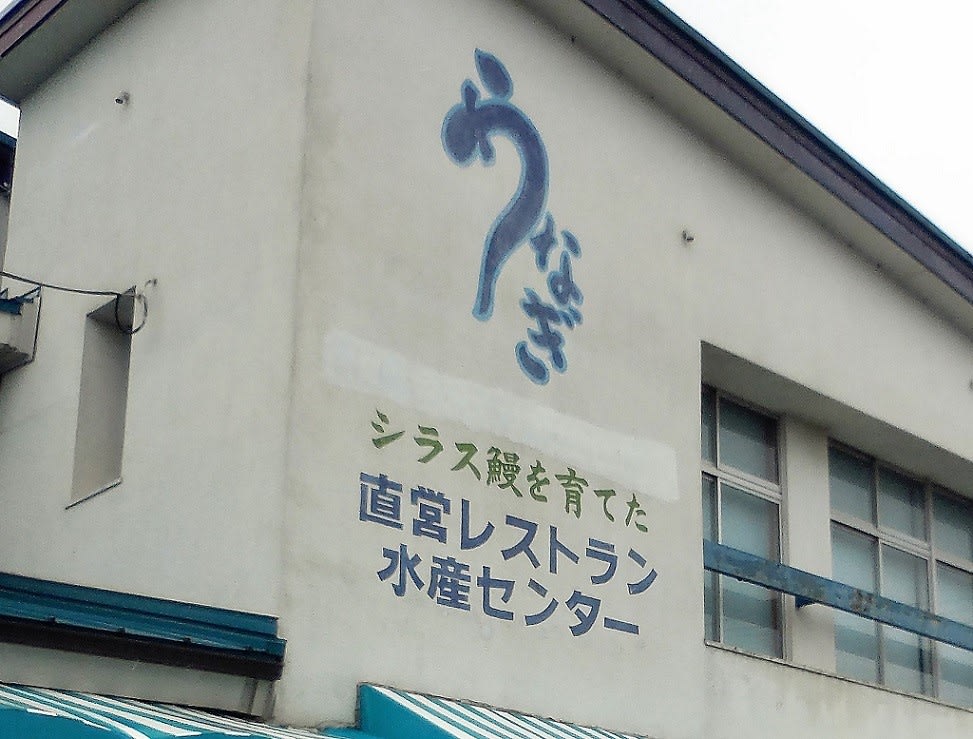 うなぎ
シラス鰻を育てた
直営レストラン
水産センター